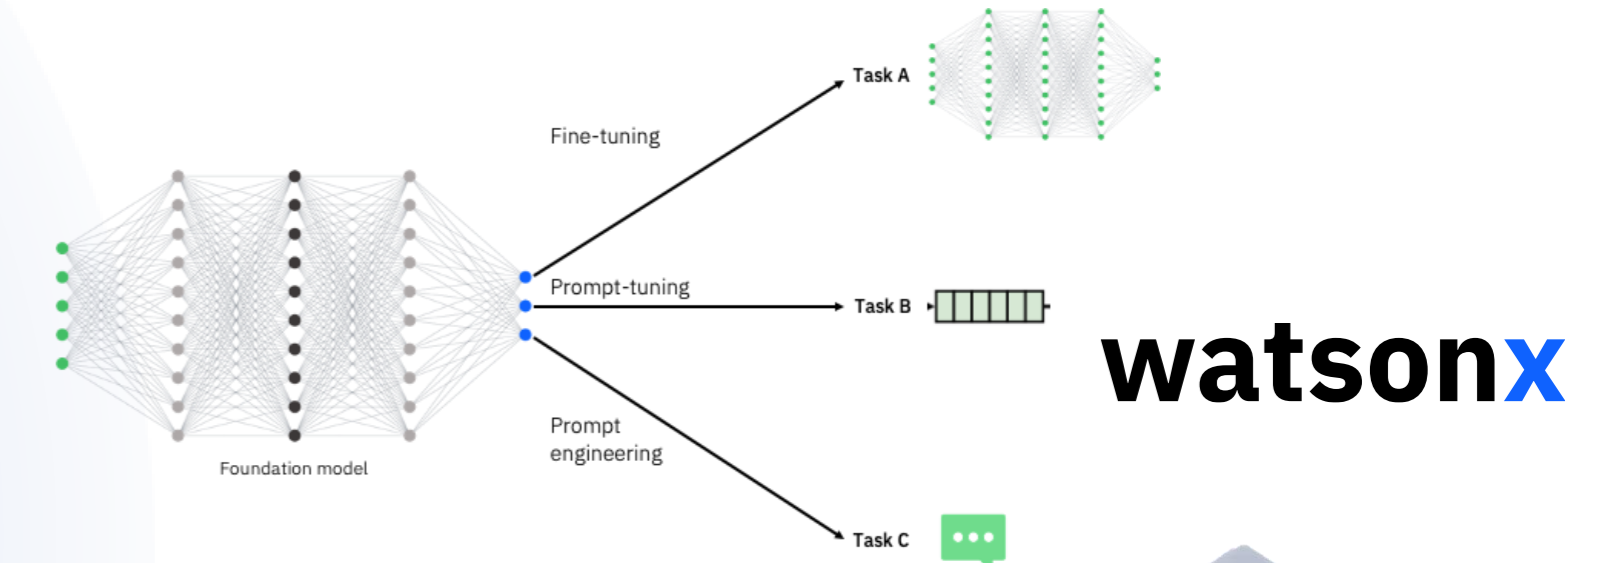 Task A
Fine-tuning
Prompt-tuning
Task B
watsonx
Prompt
engineering
Foundation model
Task C